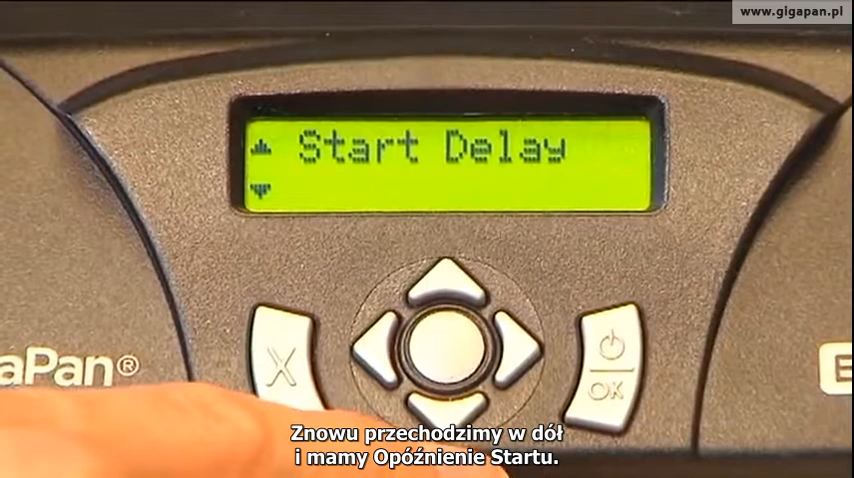 www.gigapan.pl
Start Delay
aPan®
X
OK
E
Znowu przechodzimy w dół
i mamy Opóźnienie Startu.